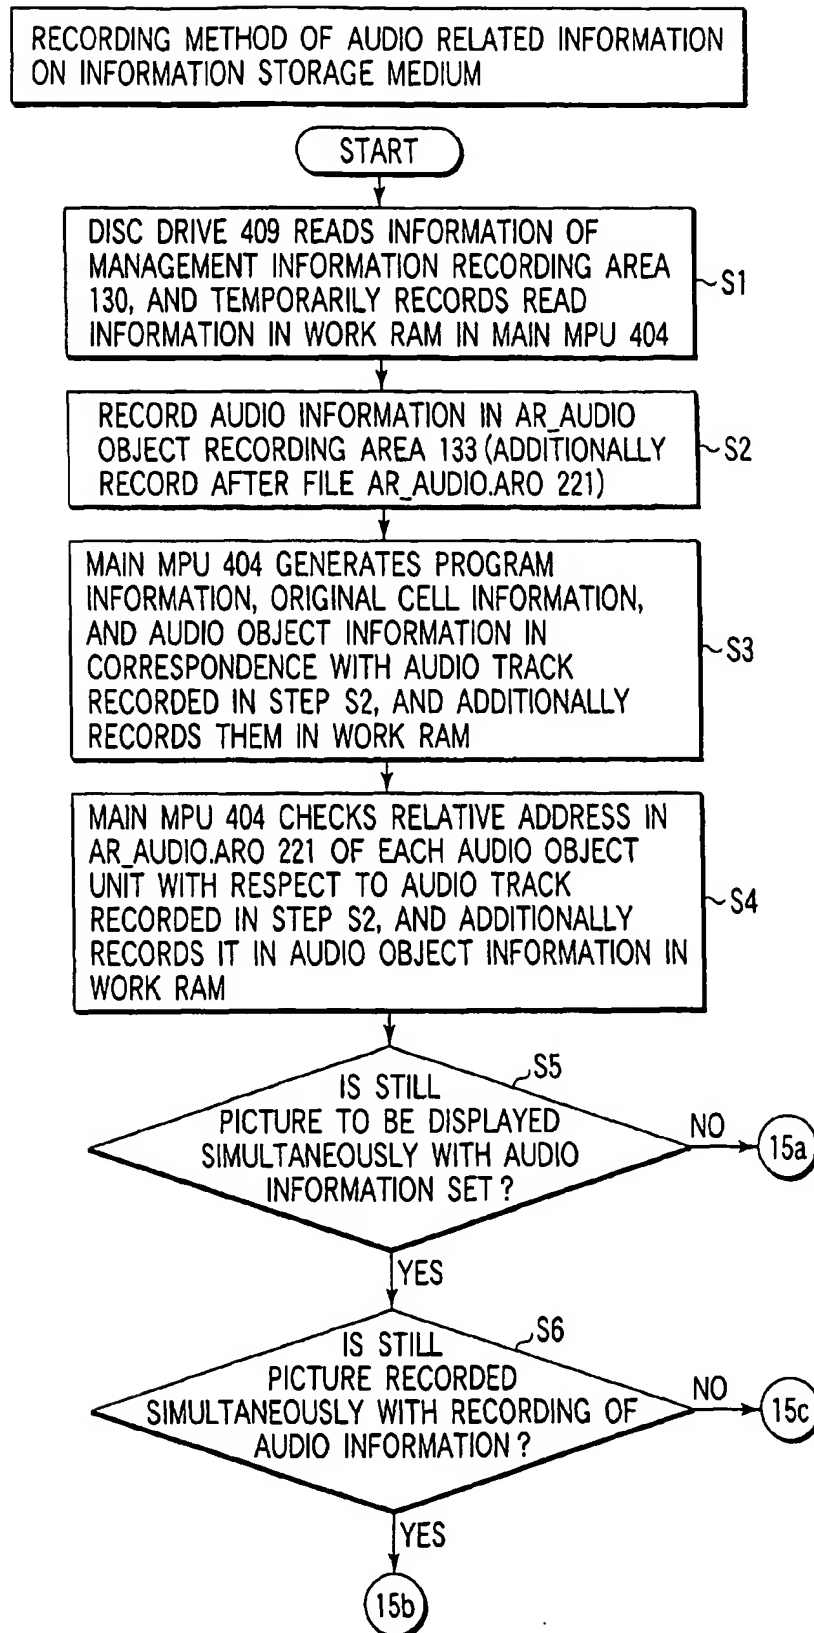 RECORDING METHOD OF AUDIO RELATED INFORMATION
ON INFORMATION STORAGE MEDIUM
START
DISC DRIVE 409 READS INFORMATION OF
MANAGEMENT INFORMATION RECORDING AREA
130, AND TEMPORARILY RECORDS READ
INFORMATION IN WORK RAM IN MAIN MPU 404
S1
RECORD AUDIO INFORMATION IN AR_AUDIO
OBJECT RECORDING AREA 133 (ADDITIONALLY
RECORD AFTER FILE AR_AUDIO.ARO 221)
S2
MAIN MPU 404 GENERATES PROGRAM
INFORMATION, ORIGINAL CELL INFORMATION,
AND AUDIO OBJECT INFORMATION IN
CORRESPONDENCE WITH AUDIO TRACK
RECORDED IN STEP S2, AND ADDITIONALLY
RECORDS THEM IN WORK RAM
S3
MAIN MPU 404 CHECKS RELATIVE ADDRESS IN
AR_AUDIO.ARO 221 OF EACH AUDIO OBJECT
UNIT WITH RESPECT TO AUDIO TRACK
RECORDED IN STEP S2, AND ADDITIONALLY
RECORDS IT IN AUDIO OBJECT INFORMATION IN
WORK RAM
S4
S5
IS STILL
PICTURE TO BE DISPLAYED
SIMULTANEOUSLY WITH AUDIO
INFORMATION SET?
NO
15a
YES
S6
IS STILL
PICTURE RECORDED
SIMULTANEOUSLY WITH RECORDING OF
AUDIO INFORMATION?
NO
15c
YES
15b